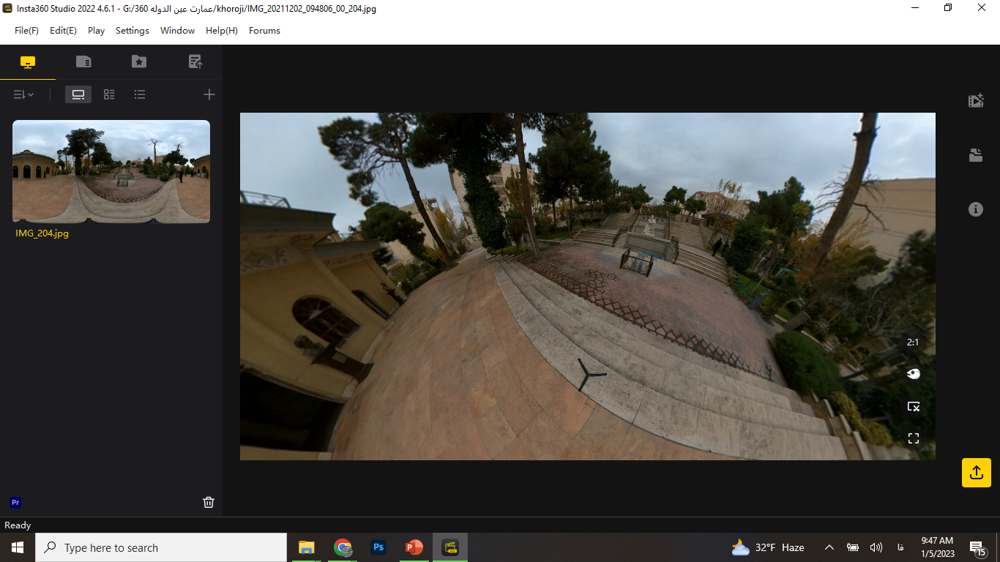 Insta360 Studio 2022 4.6.1 - G:/360 عمارت عین الدوله/khoroji/IMG_20211202_094806_00_204.jpg
File(F) Edit(E) Play Settings Window Help(H) Forums
IMG_204.jpg
2:1
Pr
Ready
Type here to search
Ps
P
32°F Haze
فا
9:47 AM
1/5/2023
15